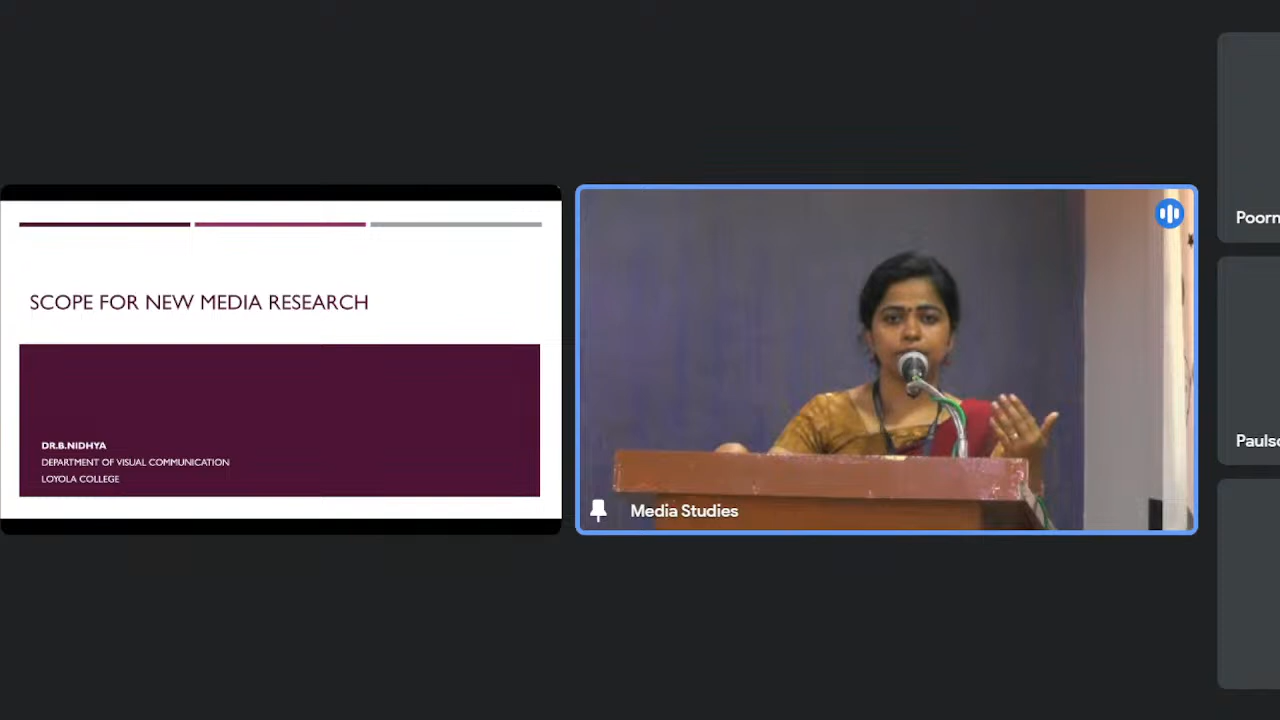 SCOPE FOR NEW MEDIA RESEARCH
DR.B.NIDHYA
DEPARTMENT OF VISUAL COMMUNICATION
LOYOLA COLLEGE
Media Studies